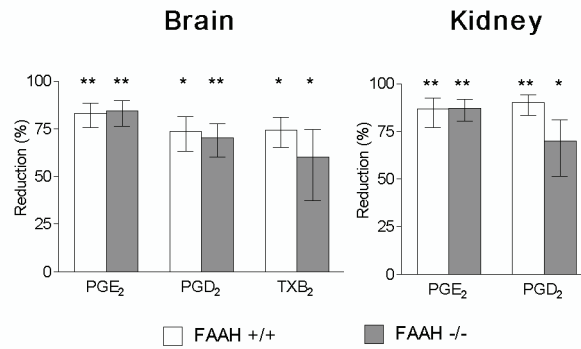 Brain
Kidney
Reduction (%)
100
75
50
25
0
** ** * ** * *
PGE₂ PGD₂ TXB₂
Reduction (%)
100
75
50
25
0
** ** ** *
PGE₂ PGD₂
FAAH +/+ FAAH -/-